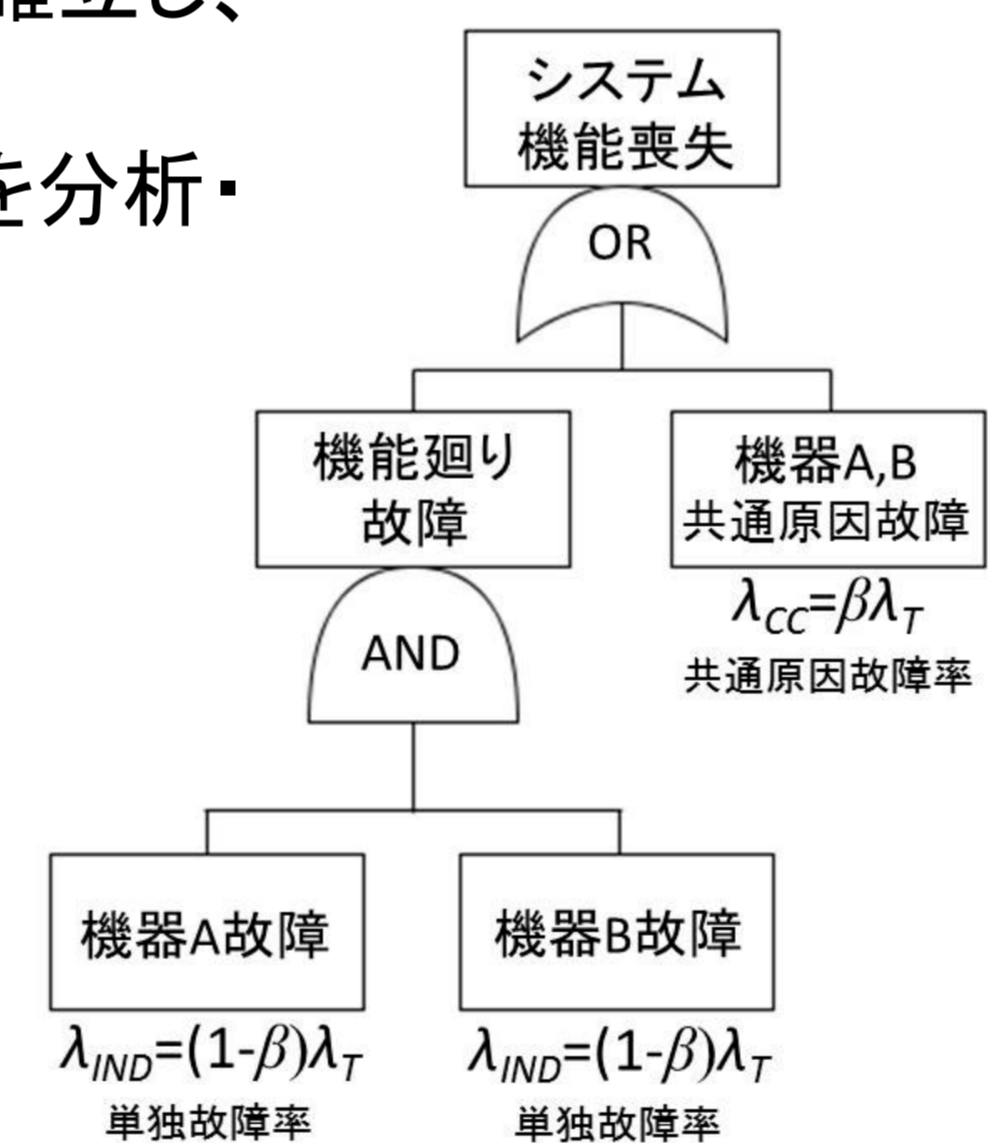 確立し、
システム
機能喪失
を分析・
OR
機能廻り
故障
機器A,B
共通原因故障
λCC=βλT
共通原因故障率
AND
機器A故障
機器B故障
λIND=(1-β)λT
λIND=(1-β)λT
単独故障率
単独故障率